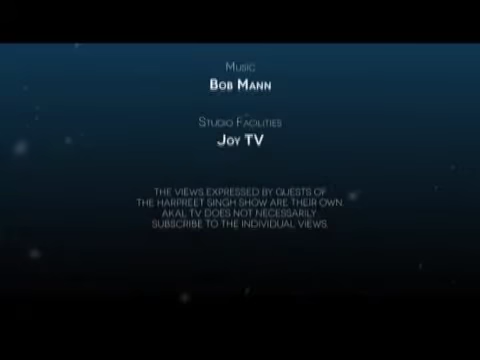 Music
Bob Mann
Studio Facilities
Joy TV
THE VIEWS EXPRESSED BY GUESTS OF
THE HARPREET SINGH SHOW ARE THEIR OWN.
AKAL TV DOES NOT NECESSARILY
SUBSCRIBE TO THE INDIVIDUAL VIEWS.